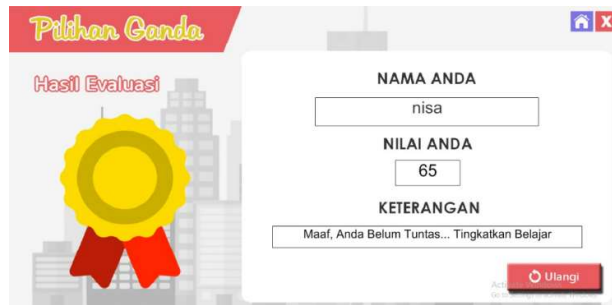 Pilihan Ganda
X
Hasil Evaluasi
NAMA ANDA
nisa
NILAI ANDA
65
KETERANGAN
Maaf, Anda Belum Tuntas... Tingkatkan Belajar
Ulangi